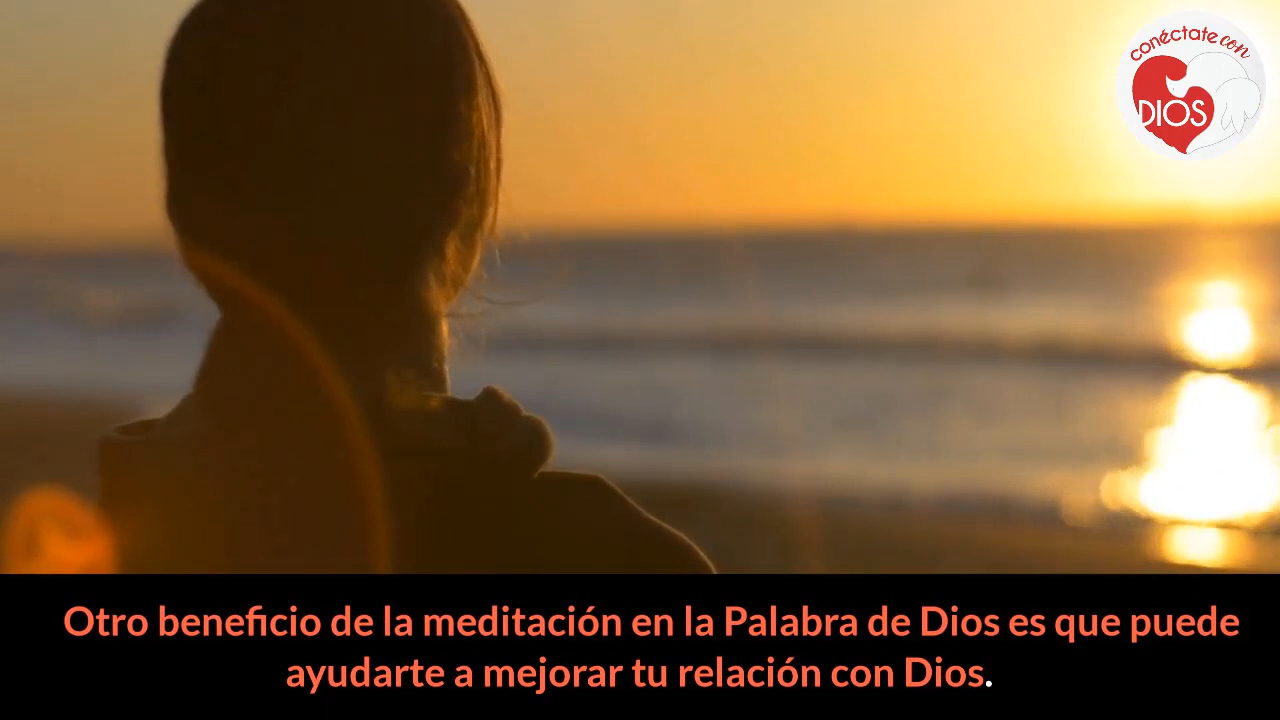 conéctate con
DIOS
Otro beneficio de la meditación en la Palabra de Dios es que puede
ayudarte a mejorar tu relación con Dios.